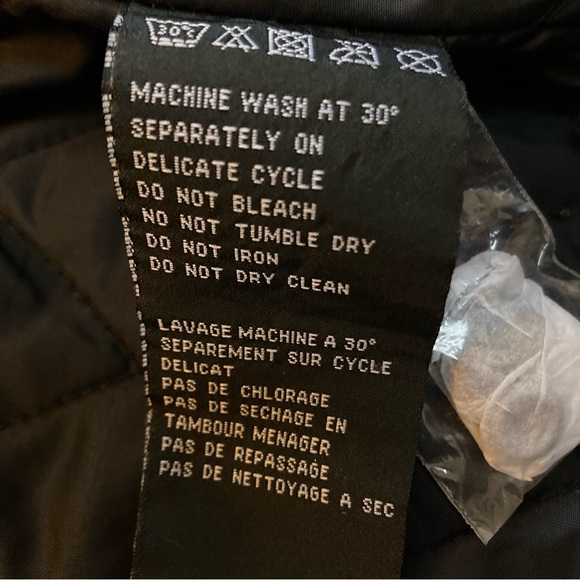 30°C
MACHINE WASH AT 30°
SEPARATELY ON
DELICATE CYCLE
DO NOT BLEACH
NO NOT TUMBLE DRY
DO NOT IRON
DO NOT DRY CLEAN
LAVAGE MACHINE A 30°
SEPAREMENT SUR CYCLE
DELICAT
PAS DE CHLORAGE
PAS DE SECHAGE EN
TAMBOUR MENAGER
PAS DE REPASSAGE
PAS DE NETTOYAGE A SEC